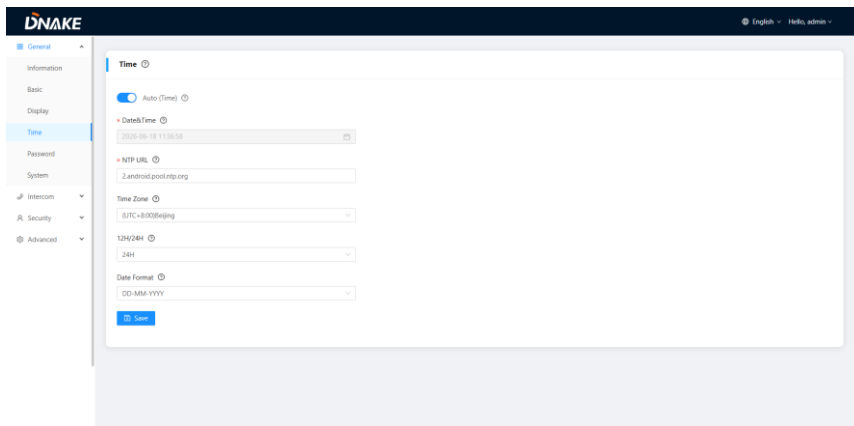 DNAKE
English
Hello, admin
General
Information
Basic
Display
Time
Password
System
Intercom
Security
Advanced
Time
Auto (Time)
* Date&Time
2026-06-18 11:36:58
* NTP URL
2.android.pool.ntp.org
Time Zone
(UTC+8:00)Beijing
12H/24H
24H
Date Format
DD-MM-YYYY
Save